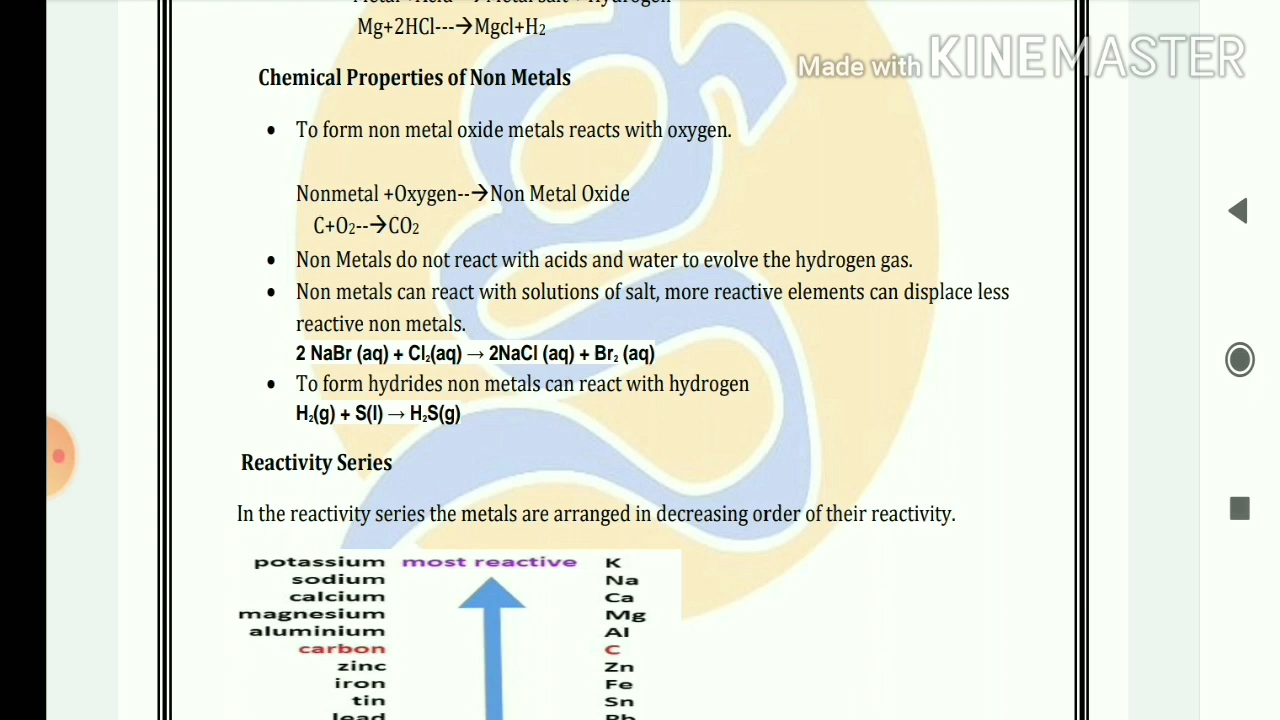 Mg+2HCl---→Mgcl+H2
Made with KINEMASTER
Chemical Properties of Non Metals
• To form non metal oxide metals reacts with oxygen.
Nonmetal +Oxygen--→Non Metal Oxide
C+O2--→CO2
• Non Metals do not react with acids and water to evolve the hydrogen gas.
• Non metals can react with solutions of salt, more reactive elements can displace less
reactive non metals.
2 NaBr (aq) + Cl₂(aq) → 2NaCl (aq) + Br₂ (aq)
• To form hydrides non metals can react with hydrogen
H₂(g) + S(l) → H₂S(g)
Reactivity Series
In the reactivity series the metals are arranged in decreasing order of their reactivity.
potassium most reactive K
sodium Na
calcium Ca
magnesium Mg
aluminium Al
carbon C
zinc Zn
iron Fe
tin Sn
lead Pb